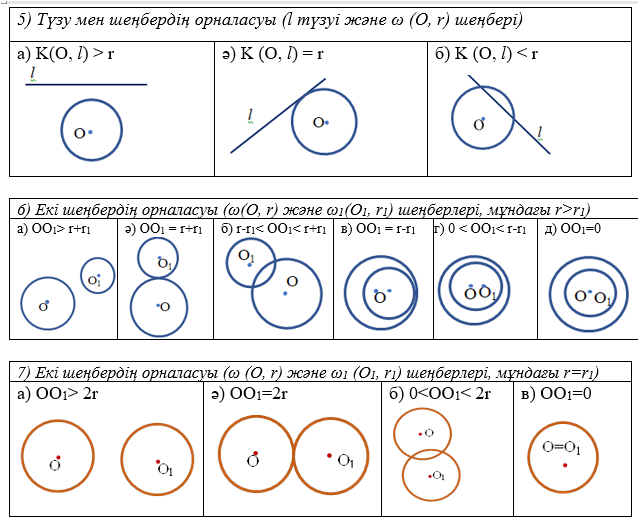 5) Түзу мен шеңбердің орналасуы (l түзуі және ω (O, r) шеңбері)
а) K(O, l) > r
ә) K (O, l) = r
б) K (O, l) < r
l
O
l
O
O
l
6) Екі шеңбердің орналасуы (ω(O, r) және ω₁(O₁, r₁) шеңберлері, мұндағы r>r₁)
а) OO₁> r+r₁
ә) OO₁ = r+r₁
б) r-r₁< OO₁< r+r₁
в) OO₁ = r-r₁
г) 0 < OO₁< r-r₁
д) OO₁=0
O
O₁
O₁
O
O₁
O
O
O O₁
O O₁
7) Екі шеңбердің орналасуы (ω (O, r) және ω₁ (O₁, r₁) шеңберлері, мұндағы r=r₁)
а) OO₁> 2r
ә) OO₁=2r
б) 0<OO₁< 2r
в) OO₁=0
O
O₁
O
O₁
O
O₁
O=O₁